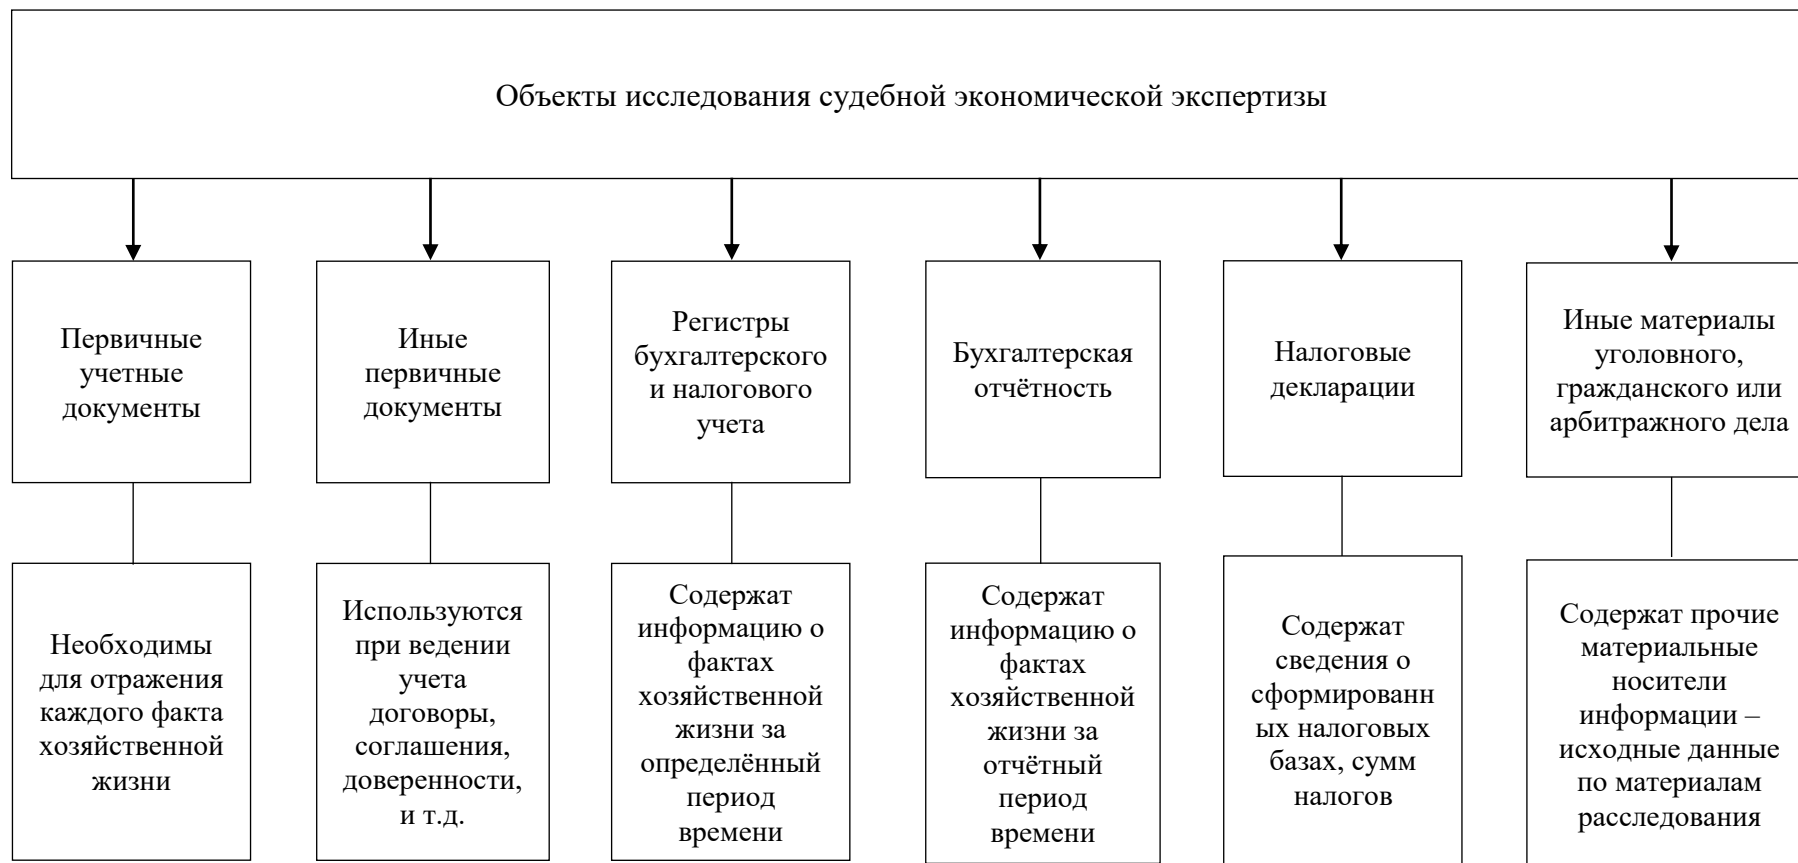 Объекты исследования судебной экономической экспертизы
Первичные
учетные
документы
Иные
первичные
документы
Регистры
бухгалтерского
и налогового
учета
Бухгалтерская
отчётность
Налоговые
декларации
Иные материалы
уголовного,
гражданского или
арбитражного дела
Необходимы
для отражения
каждого факта
хозяйственной
жизни
Используются
при ведении
учета
договоры,
соглашения,
доверенности,
и т.д.
Содержат
информацию о
фактах
хозяйственной
жизни за
определённый
период
времени
Содержат
информацию о
фактах
хозяйственной
жизни за
отчётный
период
времени
Содержат
сведения о
сформированн
ых налоговых
базах, сумм
налогов
Содержат прочие
материальные
носители
информации –
исходные данные
по материалам
расследования